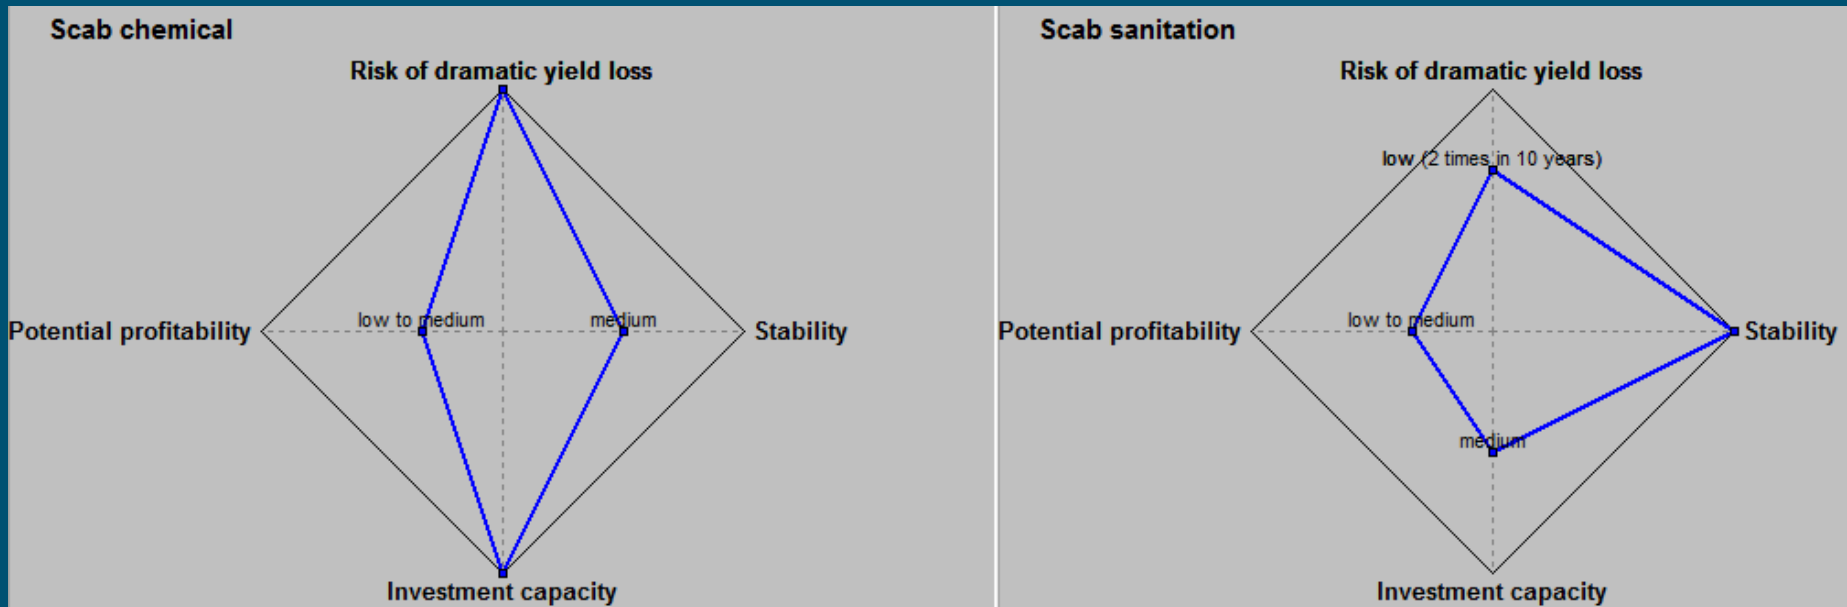 Scab chemical
Risk of dramatic yield loss
low to medium
medium
Potential profitability
Stability
Investment capacity
Scab sanitation
Risk of dramatic yield loss
low (2 times in 10 years)
low to medium
Potential profitability
Stability
medium
Investment capacity